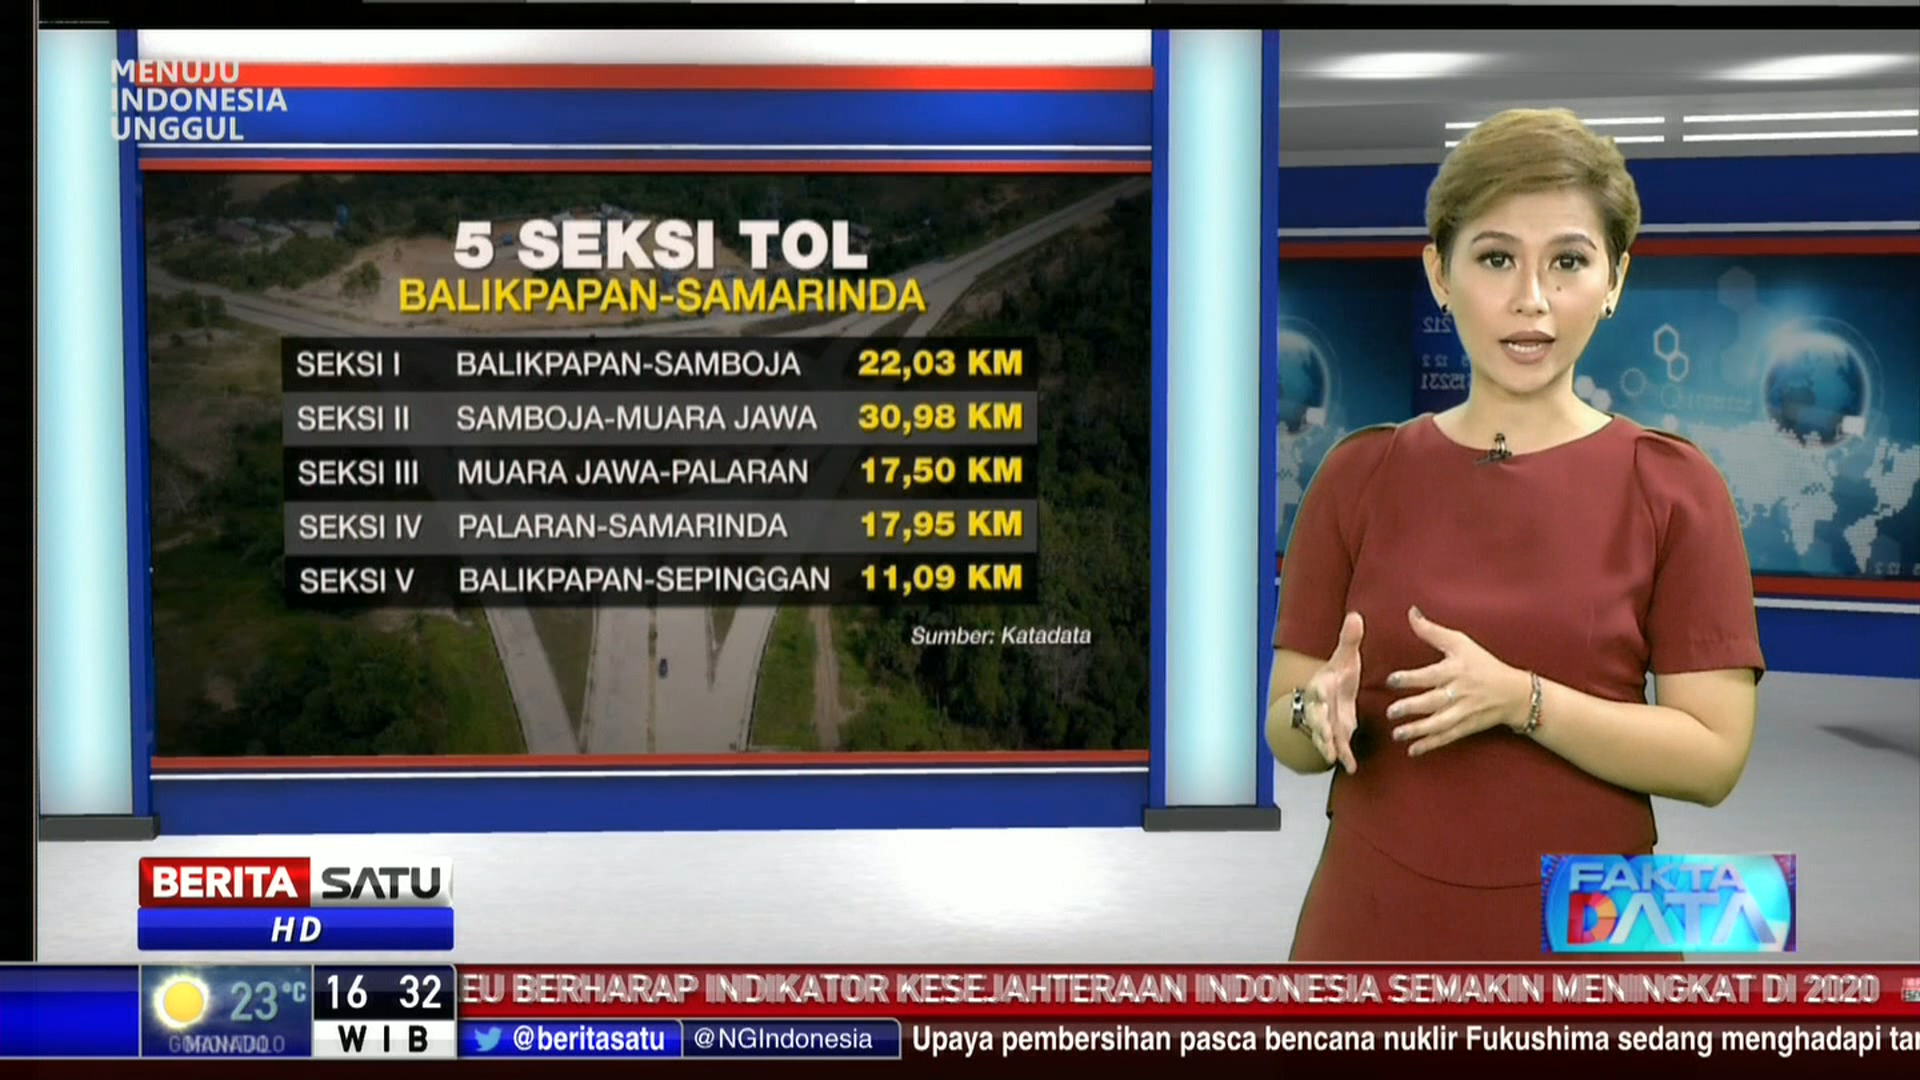 MENUJU
INDONESIA
UNGGUL
5 SEKSI TOL
BALIKPAPAN-SAMARINDA
SEKSI I BALIKPAPAN-SAMBOJA 22,03 KM
SEKSI II SAMBOJA-MUARA JAWA 30,98 KM
SEKSI III MUARA JAWA-PALARAN 17,50 KM
SEKSI IV PALARAN-SAMARINDA 17,95 KM
SEKSI V BALIKPAPAN-SEPINGGAN 11,09 KM
Sumber: Katadata
212
BERITA SATU
HD
FAKTA
DATA
23°C
16 32
WIB
EU BERHARAP INDIKATOR KESEJAHTERAAN INDONESIA SEMAKIN MENINGKAT DI 2020
@beritasatu
@NGIndonesia
Upaya pembersihan pasca bencana nuklir Fukushima sedang menghadapi